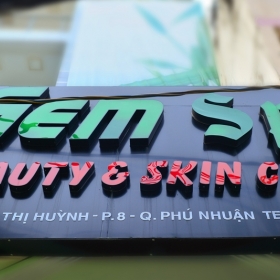 EM S
AUTY & SKIN C
THỊ HUỲNH - P.8 - Q. PHÚ NHUẬN TE